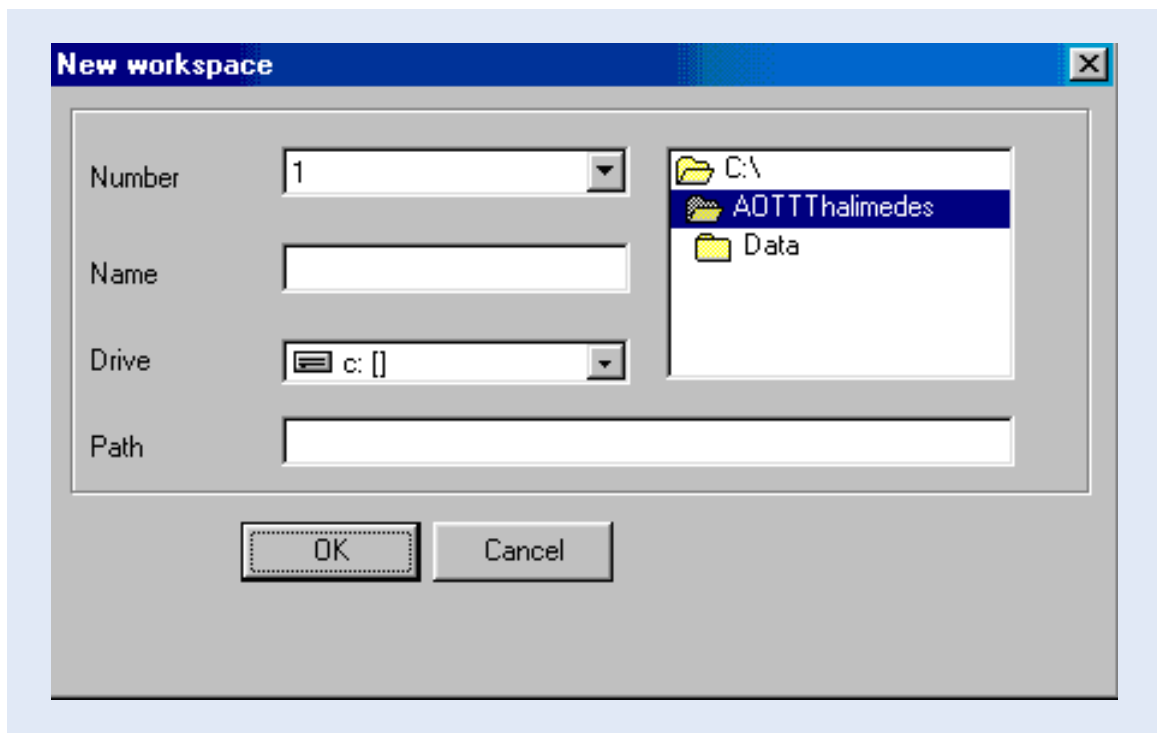 New workspace
Number
1
C:\
AOTTThalimedes
Data
Name
Drive
c: []
Path
OK
Cancel